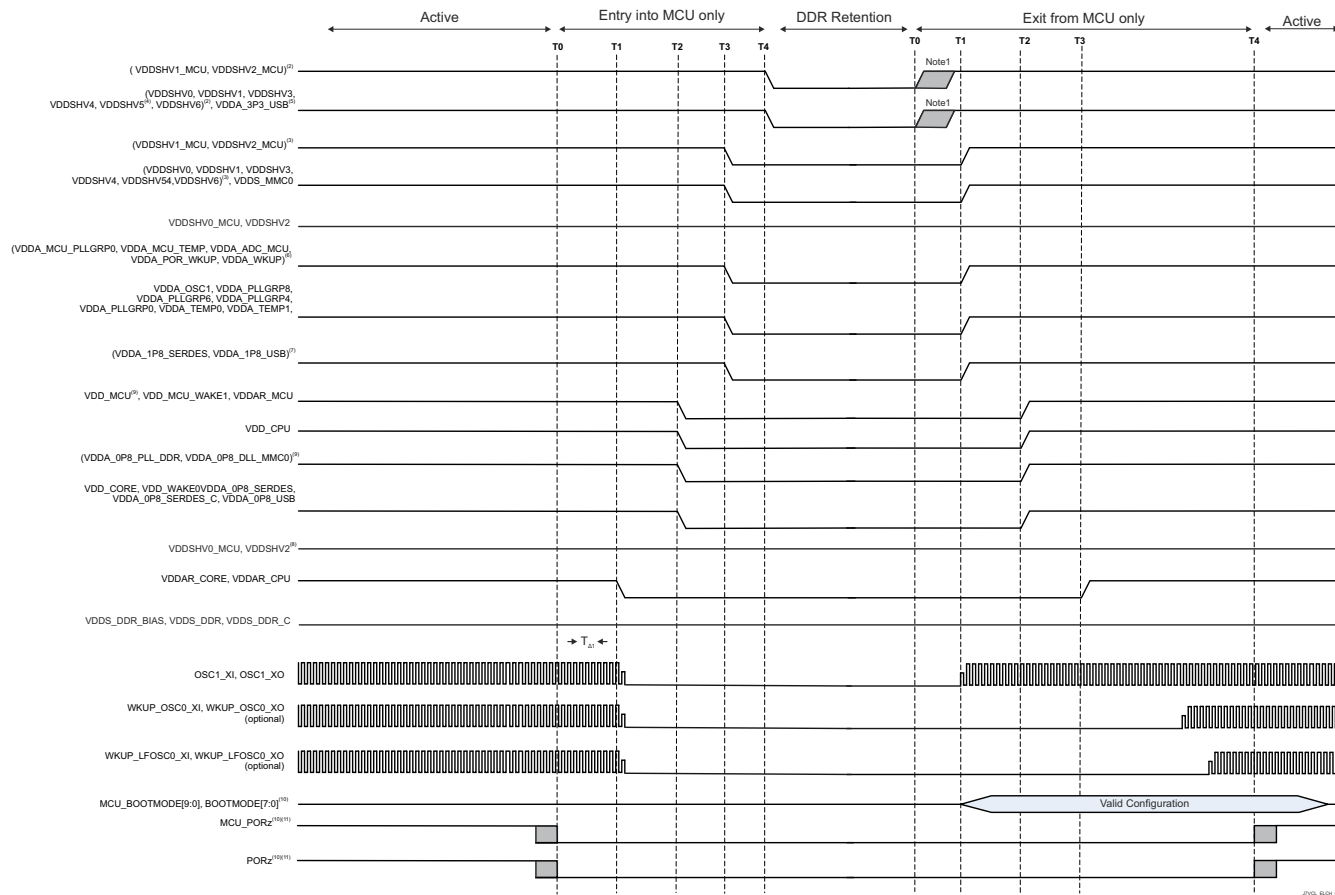 Active Entry into MCU only DDR Retention Exit from MCU only Active
T0 T1 T2 T3 T4 T0 T1 T2 T3 T4
( VDDSHV1_MCU, VDDSHV2_MCU)(2)
Note1
(VDDSHV0, VDDSHV1, VDDSHV3,
VDDSHV4, VDDSHV5(4), VDDSHV6)(2), VDDA_3P3_USB(5)
Note1
(VDDSHV1_MCU, VDDSHV2_MCU)(3)
(VDDSHV0, VDDSHV1, VDDSHV3,
VDDSHV4, VDDSHV54,VDDSHV6)(3), VDDS_MMC0
VDDSHV0_MCU, VDDSHV2
(VDDA_MCU_PLLGRP0, VDDA_MCU_TEMP, VDDA_ADC_MCU,
VDDA_POR_WKUP, VDDA_WKUP)(6)
VDDA_OSC1, VDDA_PLLGRP8,
VDDA_PLLGRP6, VDDA_PLLGRP4,
VDDA_PLLGRP0, VDDA_TEMP0, VDDA_TEMP1,
(VDDA_1P8_SERDES, VDDA_1P8_USB)(7)
VDD_MCU(9), VDD_MCU_WAKE1, VDDAR_MCU
VDD_CPU
(VDDA_0P8_PLL_DDR, VDDA_0P8_DLL_MMC0)(9)
VDD_CORE, VDD_WAKE0VDDA_0P8_SERDES,
VDDA_0P8_SERDES_C, VDDA_0P8_USB
VDDSHV0_MCU, VDDSHV2(8)
VDDAR_CORE, VDDAR_CPU
VDDS_DDR_BIAS, VDDS_DDR, VDDS_DDR_C
TΔ1
OSC1_XI, OSC1_XO
WKUP_OSC0_XI, WKUP_OSC0_XO
(optional)
WKUP_LFOSC0_XI, WKUP_LFOSC0_XO
(optional)
MCU_BOOTMODE[9:0], BOOTMODE[7:0](10)
Valid Configuration
MCU_PORz(10)(11)
PORz(10)(11)